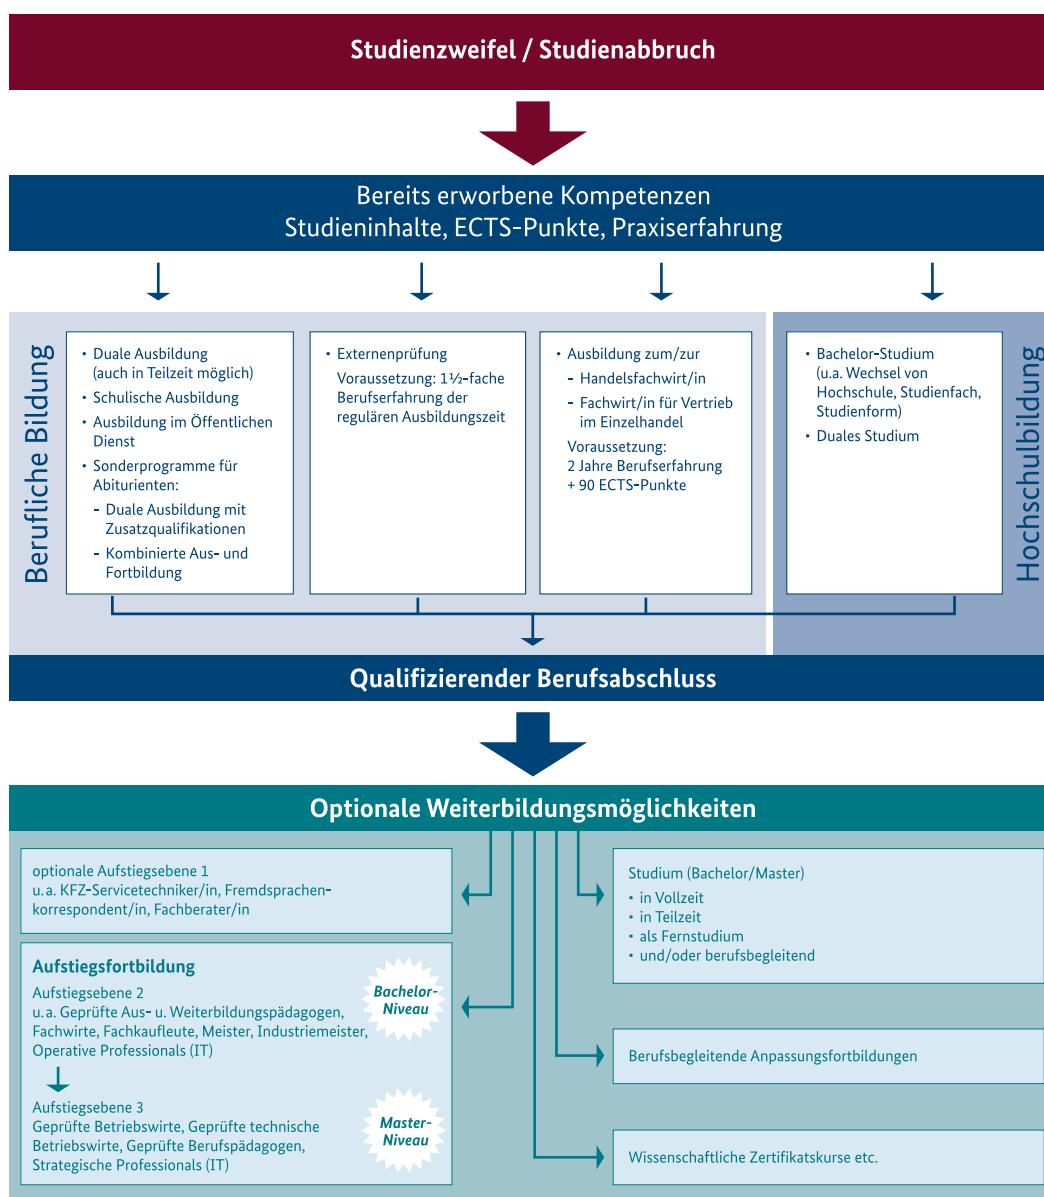 Studienzweifel / Studienabbruch
Bereits erworbene Kompetenzen
Studieninhalte, ECTS-Punkte, Praxiserfahrung
Berufliche Bildung
• Duale Ausbildung
(auch in Teilzeit möglich)
• Schulische Ausbildung
• Ausbildung im Öffentlichen
Dienst
• Sonderprogramme für
Abiturienten:
– Duale Ausbildung mit
Zusatzqualifikationen
– Kombinierte Aus- und
Fortbildung
• Externenprüfung
Voraussetzung: 1½-fache
Berufserfahrung der
regulären Ausbildungszeit
• Ausbildung zum/zur
– Handelsfachwirt/in
– Fachwirt/in für Vertrieb
im Einzelhandel
Voraussetzung:
2 Jahre Berufserfahrung
+ 90 ECTS-Punkte
• Bachelor-Studium
(u.a. Wechsel von
Hochschule, Studienfach,
Studienform)
• Duales Studium
Hochschulbildung
Qualifizierender Berufsabschluss
Optionale Weiterbildungsmöglichkeiten
optionale Aufstiegsebene 1
u. a. KFZ-Servicetechniker/in, Fremdsprachen-
korrespondent/in, Fachberater/in
Aufstiegsfortbildung
Aufstiegsebene 2
u. a. Geprüfte Aus- u. Weiterbildungspädagogen,
Fachwirte, Fachkaufleute, Meister, Industriemeister,
Operative Professionals (IT)
Bachelor-
Niveau
Aufstiegsebene 3
Geprüfte Betriebswirte, Geprüfte technische
Betriebswirte, Geprüfte Berufspädagogen,
Strategische Professionals (IT)
Master-
Niveau
Studium (Bachelor/Master)
• in Vollzeit
• in Teilzeit
• als Fernstudium
• und/oder berufsbegleitend
Berufsbegleitende Anpassungsfortbildungen
Wissenschaftliche Zertifikatskurse etc.